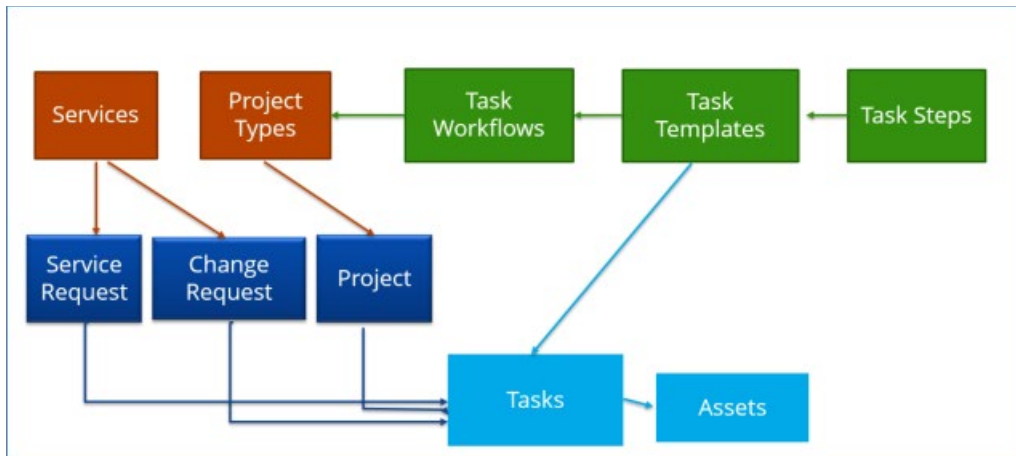 Services
Project
Types
Task
Workflows
Task
Templates
Task Steps
Service
Request
Change
Request
Project
Tasks
Assets